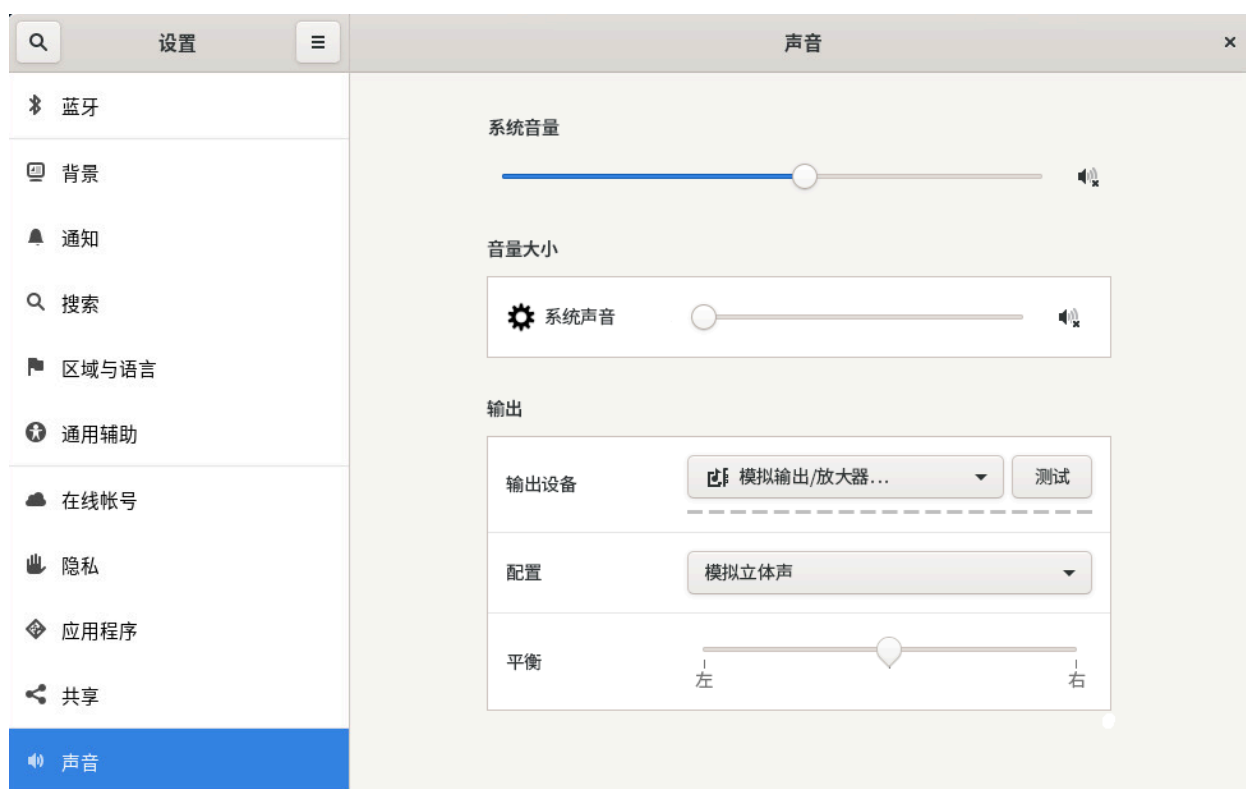 设置
声音
蓝牙
背景
通知
搜索
区域与语言
通用辅助
在线帐号
隐私
应用程序
共享
声音
系统音量
音量大小
系统声音
输出
输出设备
模拟输出/放大器...
测试
配置
模拟立体声
平衡
左
右